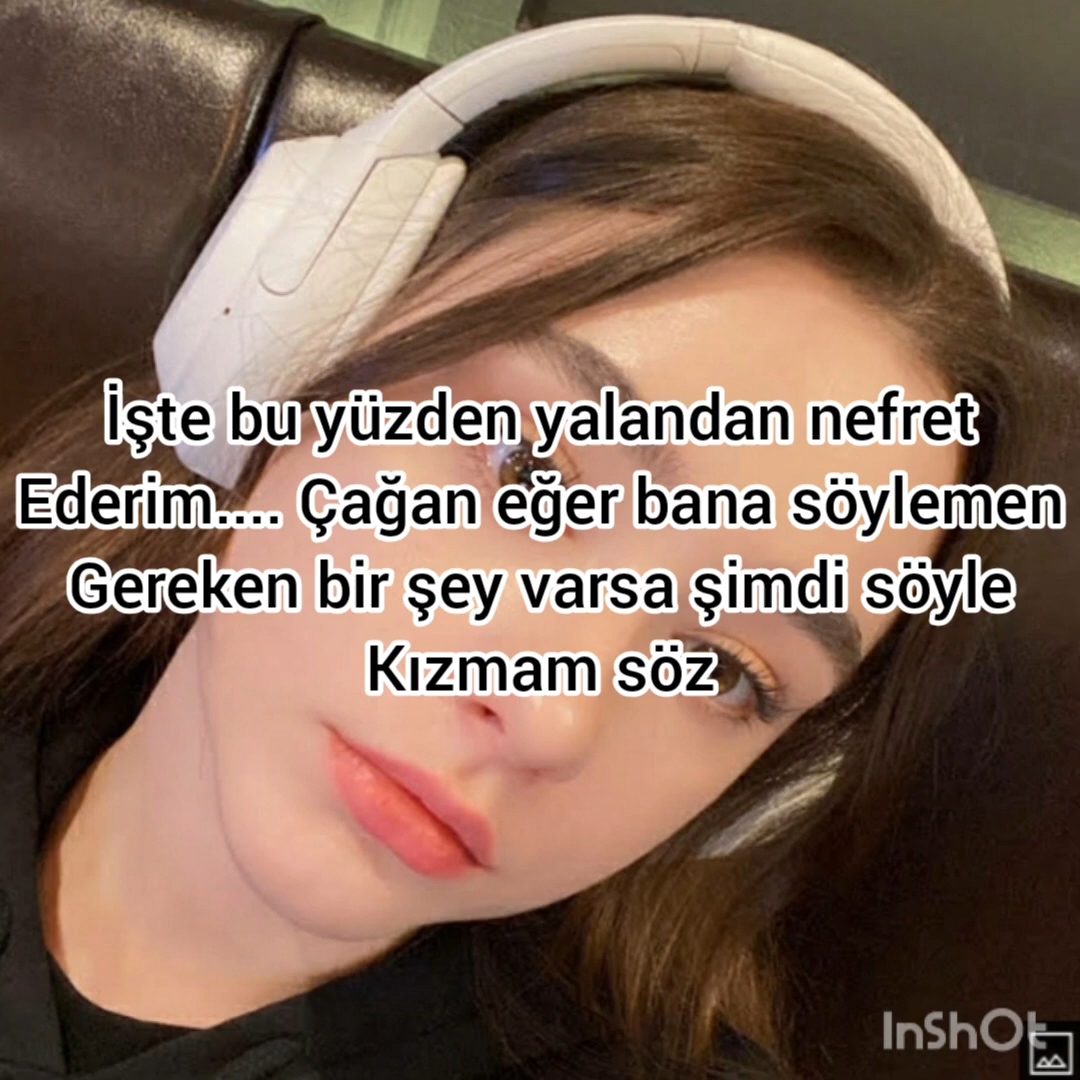 İşte bu yüzden yalandan nefret
Ederim.... Çağan eğer bana söylemen
Gereken bir şey varsa şimdi söyle
Kızmam söz
InShOt